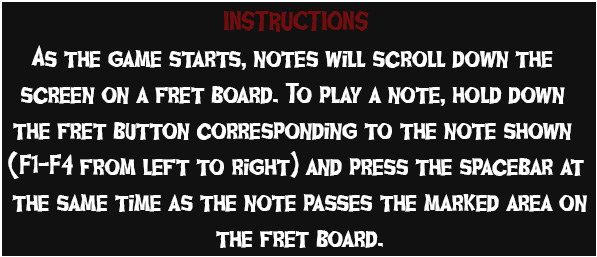 INSTRUCTIONS
AS THE GAME STARTS, NOTES WILL SCROLL DOWN THE
SCREEN ON A FRET BOARD. TO PLAY A NOTE, HOLD DOWN
THE FRET BUTTON CORRESPONDING TO THE NOTE SHOWN
(F1-F4 FROM LEFT TO RIGHT) AND PRESS THE SPACEBAR AT
THE SAME TIME AS THE NOTE PASSES THE MARKED AREA ON
THE FRET BOARD.